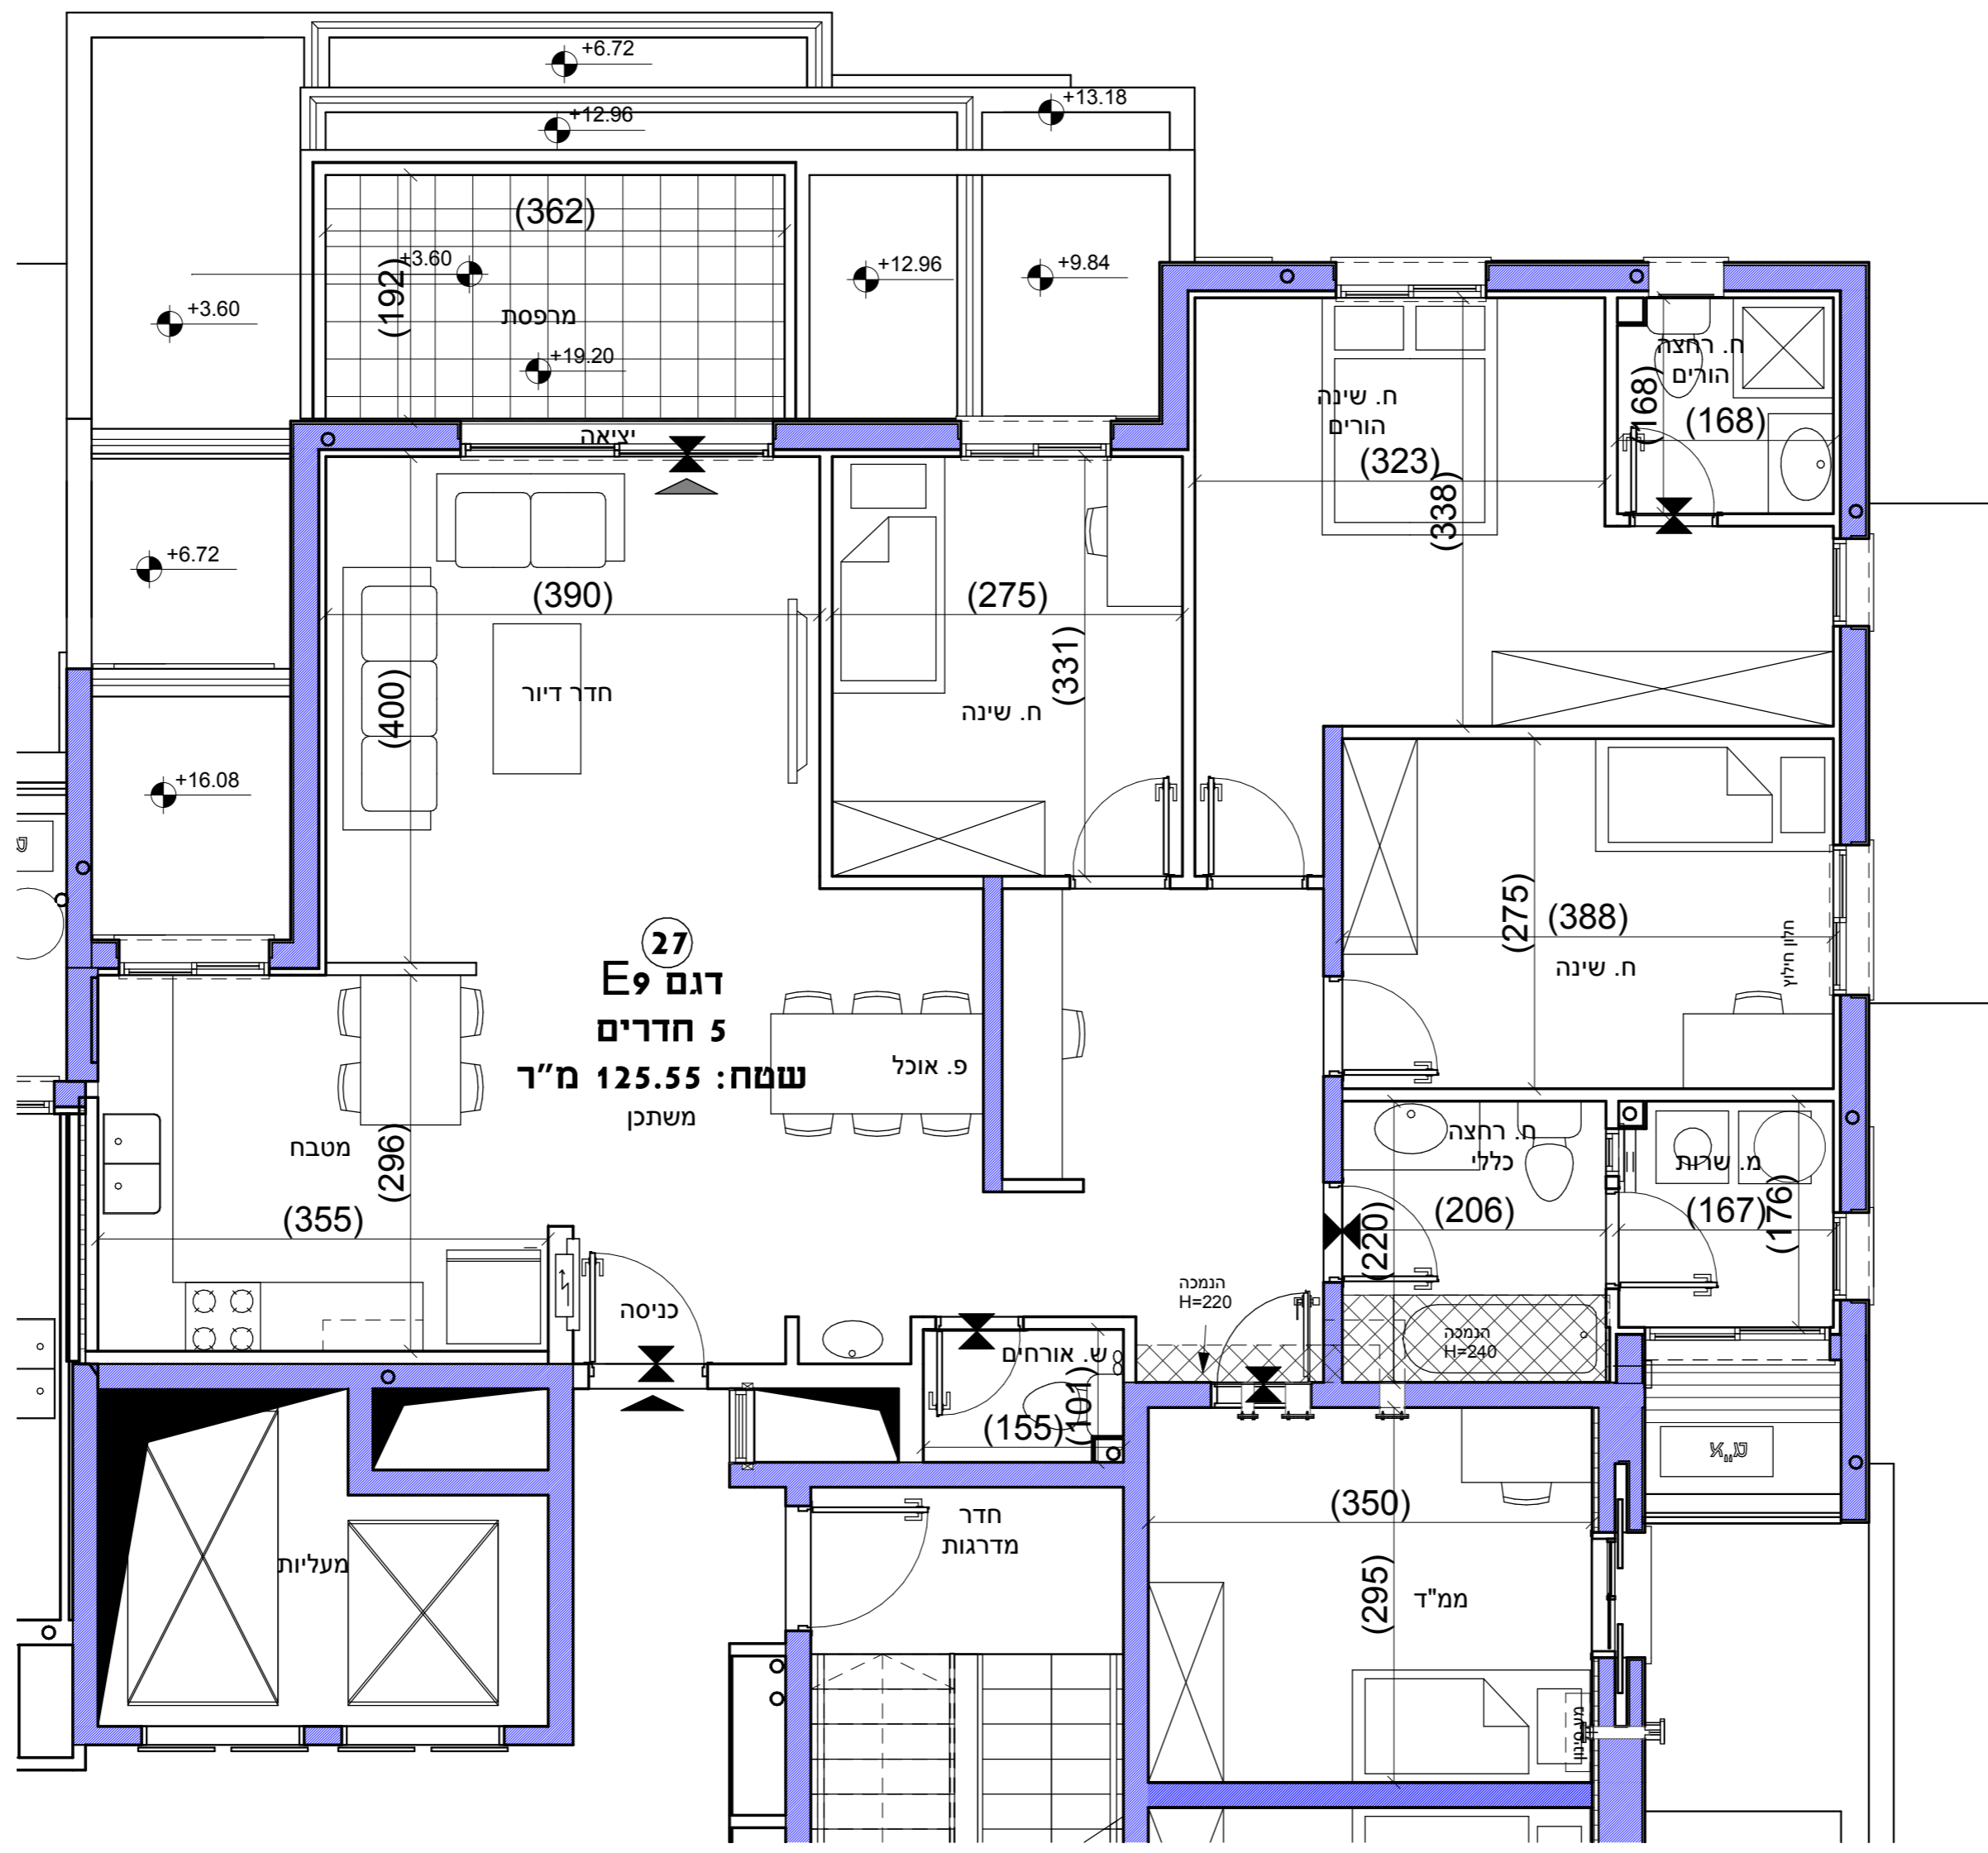 +6.72
+12.96
+13.18
(362)
+3.60
(192)
+12.96
+9.84
+3.60
מרפסת
+19.20
יציאה
ח. שינה
הורים
(323)
(338)
ח. רחצה
הורים
(168)
(168)
+6.72
(390)
(275)
(400)
חדר דיור
(331)
ח. שינה
+16.08
27
דגם E9
5 חדרים
שטח: 125.55 מ"ר
משתכן
פ. אוכל
(275)
(388)
ח. שינה
חלון חילוץ
מטבח
(296)
(355)
ח. רחצה
כללי
(206)
(220)
מ. שרות
(167)
(176)
כניסה
הנמכה
H=220
הנמכה
H=240
ש. אורחים
(155)
(101)
מ"א
חדר
מדרגות
מעליות
(350)
(295)
ממ"ד